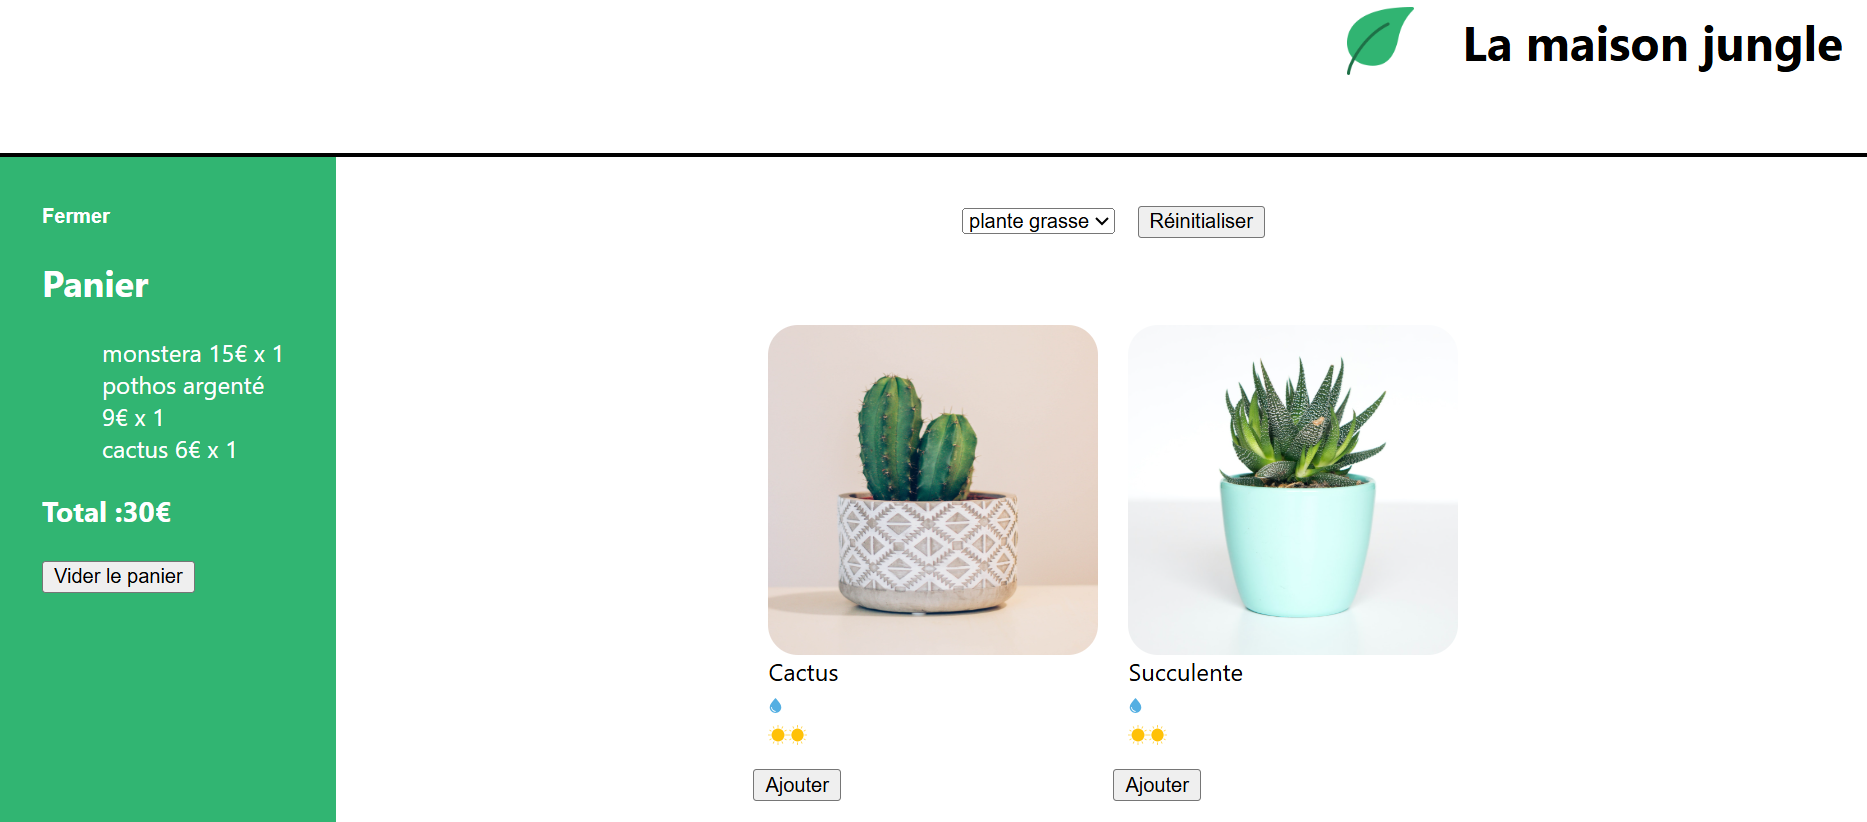 La maison jungle
Fermer
Panier
monstera 15€ x 1
pothos argenté
9€ x 1
cactus 6€ x 1
Total :30€
Vider le panier
plante grasse
Réinitialiser
Cactus
Ajouter
Succulente
Ajouter